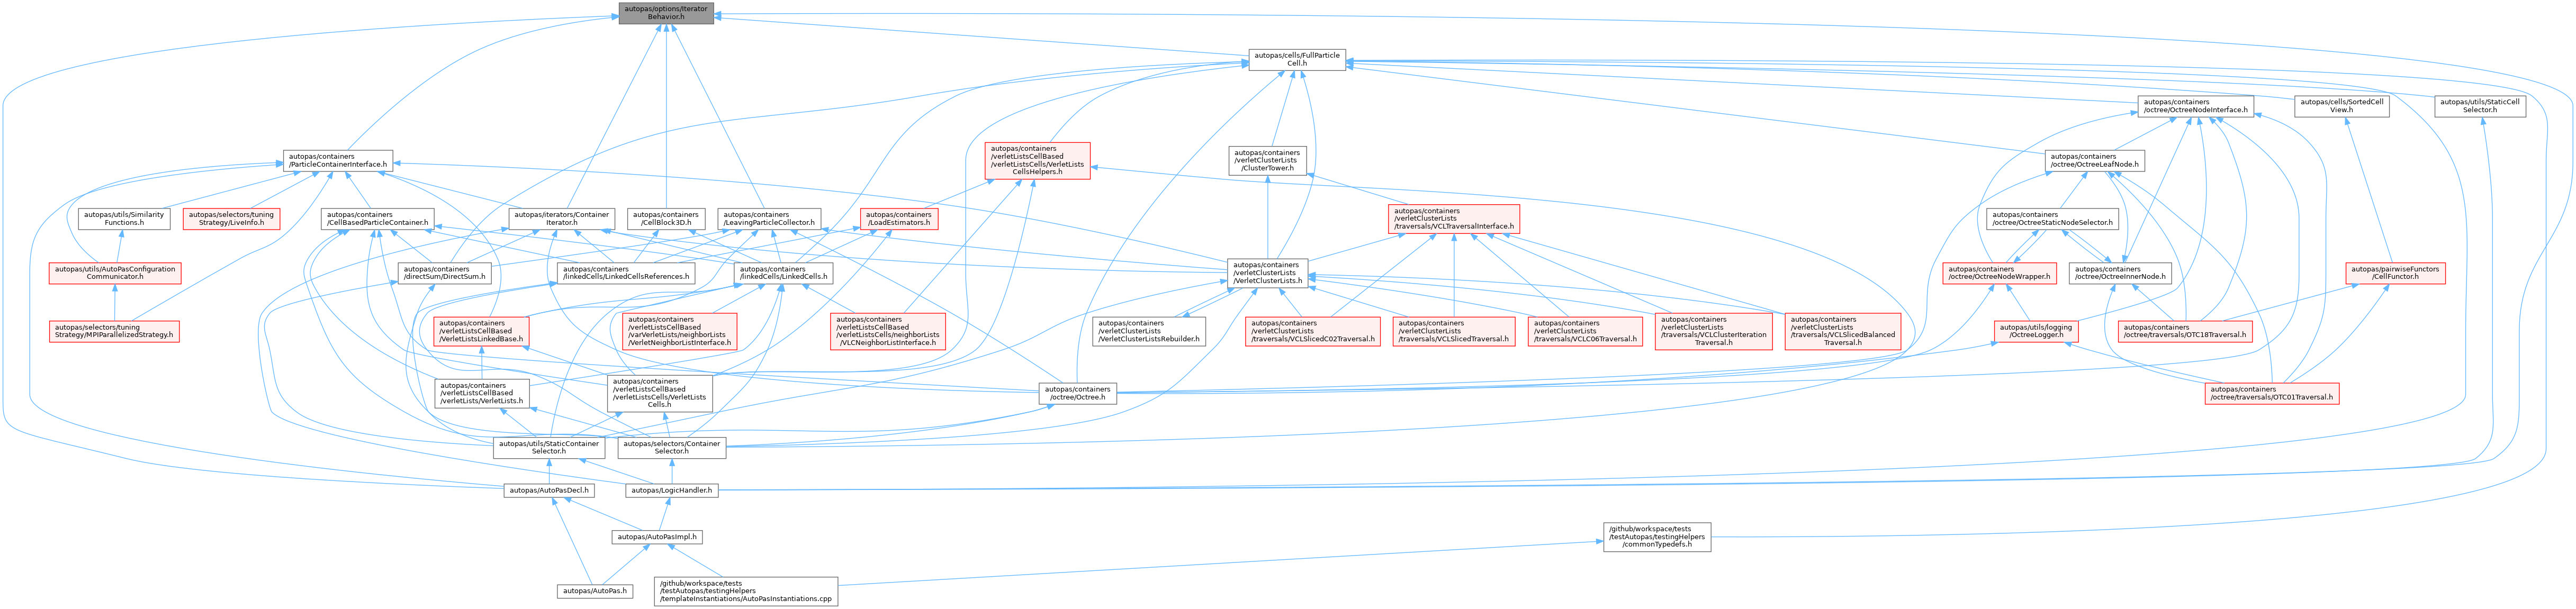 autopas/options/Iterator
Behavior.h
autopas/cells/FullParticle
Cell.h
autopas/containers
/octree/OctreeNodeInterface.h
autopas/cells/SortedCell
View.h
autopas/utils/StaticCell
Selector.h
autopas/containers
/ParticleContainerInterface.h
autopas/containers
/verletListsCellBased
/verletListsCells/VerletLists
CellsHelpers.h
autopas/containers
/verletClusterLists
/ClusterTower.h
autopas/containers
/octree/OctreeLeafNode.h
autopas/utils/Similarity
Functions.h
autopas/selectors/tuning
Strategy/LiveInfo.h
autopas/containers
/CellBasedParticleContainer.h
autopas/iterators/Container
Iterator.h
autopas/containers
/CellBlock3D.h
autopas/containers
/LeavingParticleCollector.h
autopas/containers
/LoadEstimators.h
autopas/containers
/verletClusterLists
/traversals/VCLTraversalInterface.h
autopas/containers
/octree/OctreeStaticNodeSelector.h
autopas/utils/AutoPasConfiguration
Communicator.h
autopas/containers
/directSum/DirectSum.h
autopas/containers
/linkedCells/LinkedCellsReferences.h
autopas/containers
/linkedCells/LinkedCells.h
autopas/containers
/verletClusterLists
/VerletClusterLists.h
autopas/containers
/octree/OctreeNodeWrapper.h
autopas/containers
/octree/OctreeInnerNode.h
autopas/pairwiseFunctors
/CellFunctor.h
autopas/selectors/tuning
Strategy/MPIParallelizedStrategy.h
autopas/containers
/verletListsCellBased
/VerletListsLinkedBase.h
autopas/containers
/verletListsCellBased
/varVerletLists/neighborLists
/VerletNeighborListInterface.h
autopas/containers
/verletListsCellBased
/verletListsCells/neighborLists
/VLCNeighborListInterface.h
autopas/containers
/verletClusterLists
/VerletClusterListsRebuilder.h
autopas/containers
/verletClusterLists
/traversals/VCLSlicedC02Traversal.h
autopas/containers
/verletClusterLists
/traversals/VCLSlicedTraversal.h
autopas/containers
/verletClusterLists
/traversals/VCLC06Traversal.h
autopas/containers
/verletClusterLists
/traversals/VCLClusterIteration
Traversal.h
autopas/containers
/verletClusterLists
/traversals/VCLSlicedBalanced
Traversal.h
autopas/utils/logging
/OctreeLogger.h
autopas/containers
/octree/traversals/OTC18Traversal.h
autopas/containers
/verletListsCellBased
/verletLists/VerletLists.h
autopas/containers
/verletListsCellBased
/verletListsCells/VerletLists
Cells.h
autopas/containers
/octree/Octree.h
autopas/containers
/octree/traversals/OTC01Traversal.h
autopas/utils/StaticContainer
Selector.h
autopas/selectors/Container
Selector.h
autopas/AutoPasDecl.h
autopas/LogicHandler.h
autopas/AutoPasImpl.h
/github/workspace/tests
/testAutopas/testingHelpers
/commonTypedefs.h
autopas/AutoPas.h
/github/workspace/tests
/testAutopas/testingHelpers
/templateInstantiations/AutoPasInstantiations.cpp